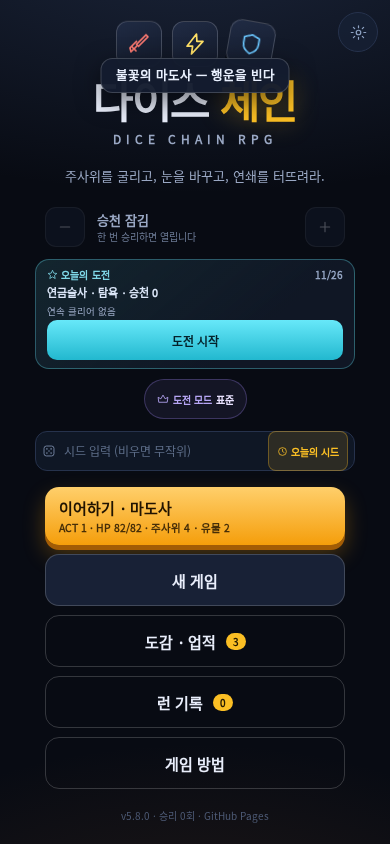 불꽃의 마도사 — 행운을 빈다
다이스 체인
DICE CHAIN RPG
주사위를 굴리고, 눈을 바꾸고, 연쇄를 터뜨려라.
승천 잠김
한 번 승리하면 열립니다
오늘의 도전 11/26
연금술사 · 탐욕 · 승천 0
연속 클리어 없음
도전 시작
도전 모드 표준
시드 입력 (비우면 무작위) 오늘의 시드
이어하기 · 마도사
ACT 1 · HP 82/82 · 주사위 4 · 유물 2
새 게임
도감 · 업적 3
런 기록 0
게임 방법
v5.8.0 · 승리 0회 · GitHub Pages